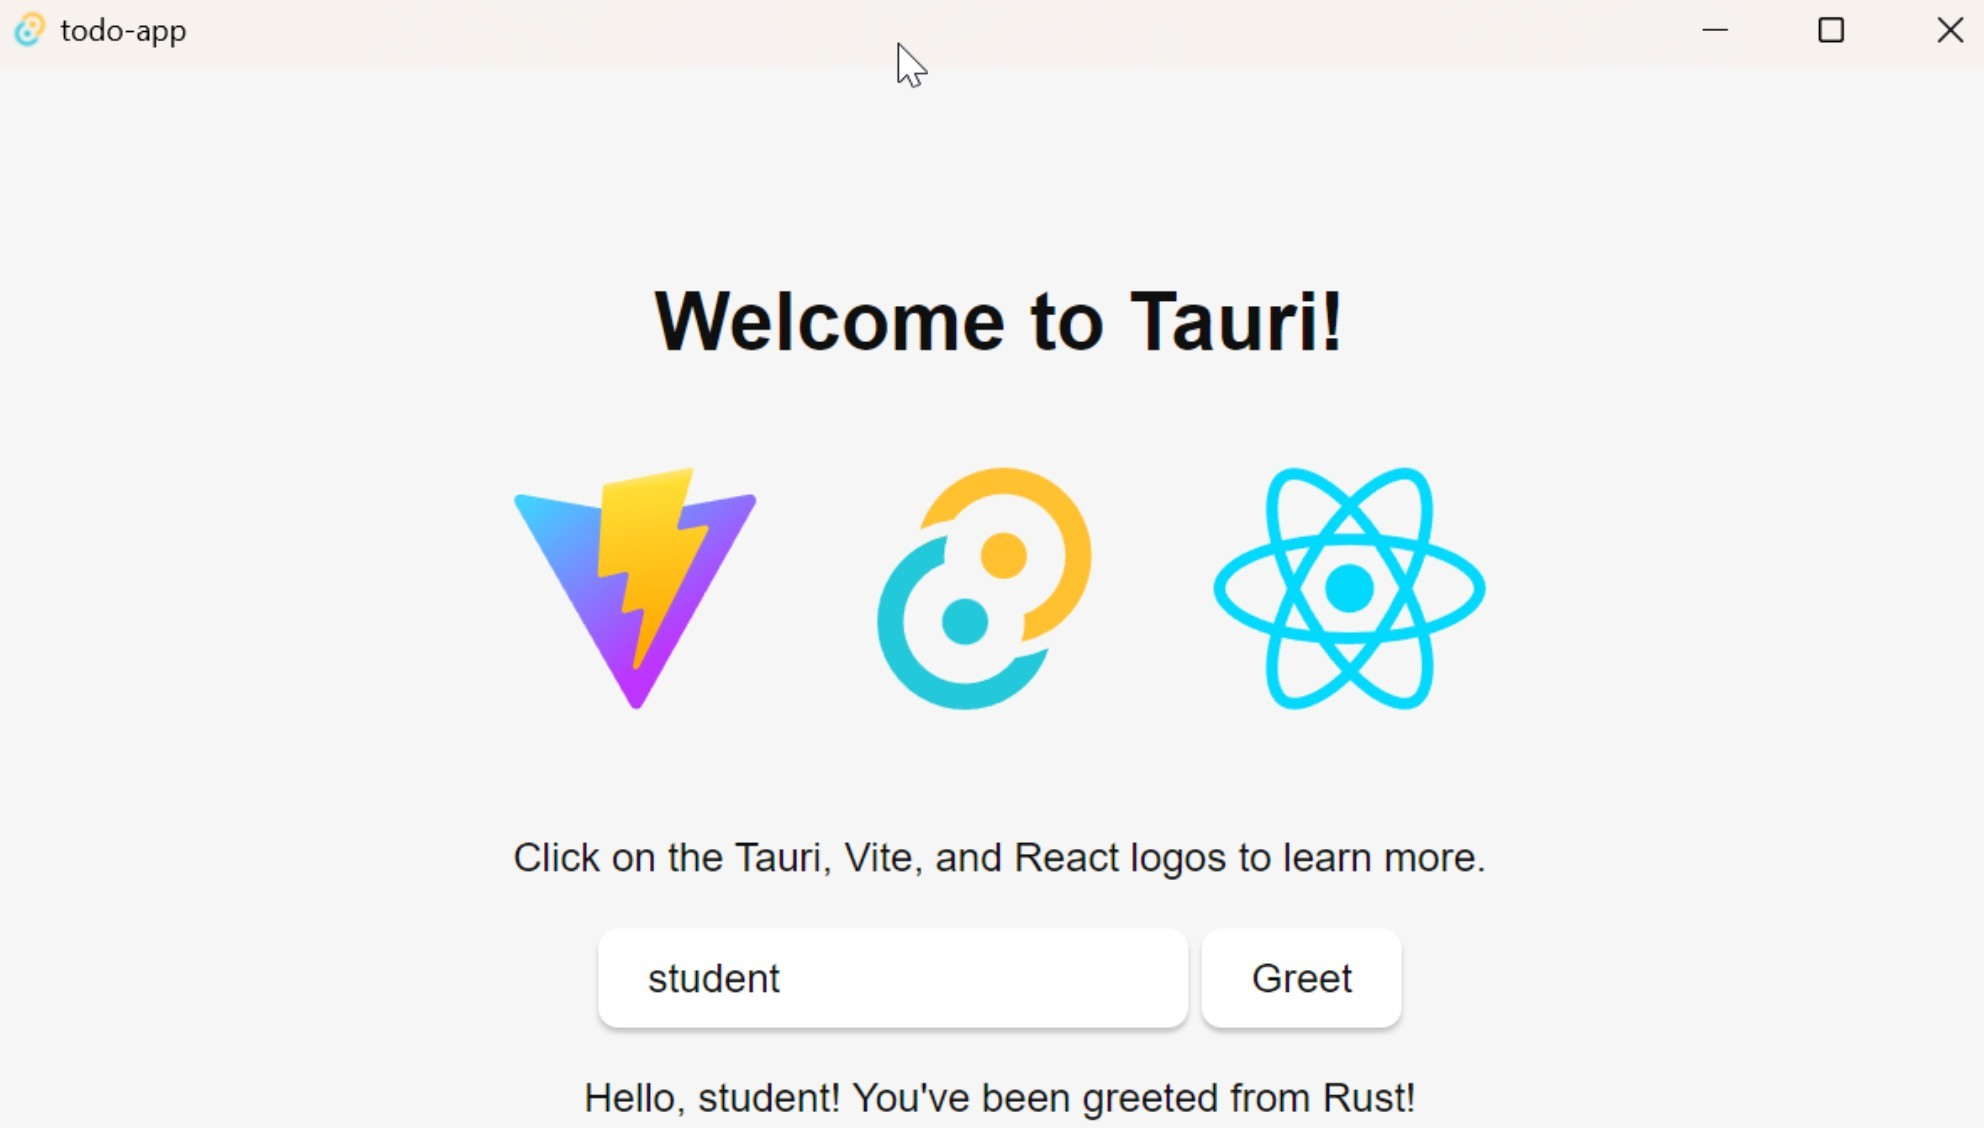 todo-app
Welcome to Tauri!
Click on the Tauri, Vite, and React logos to learn more.
student
Greet
Hello, student! You've been greeted from Rust!